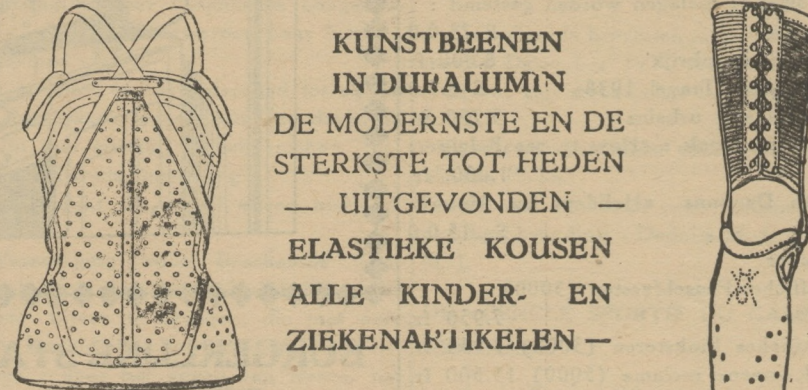 KUNSTBEENEN
IN DURALUMIN
DE MODERNSTE EN DE
STERKSTE TOT HEDEN
— UITGEVONDEN —
ELASTIEKE KOUSEN
ALLE KINDER- EN
ZIEKENARTIKELEN —